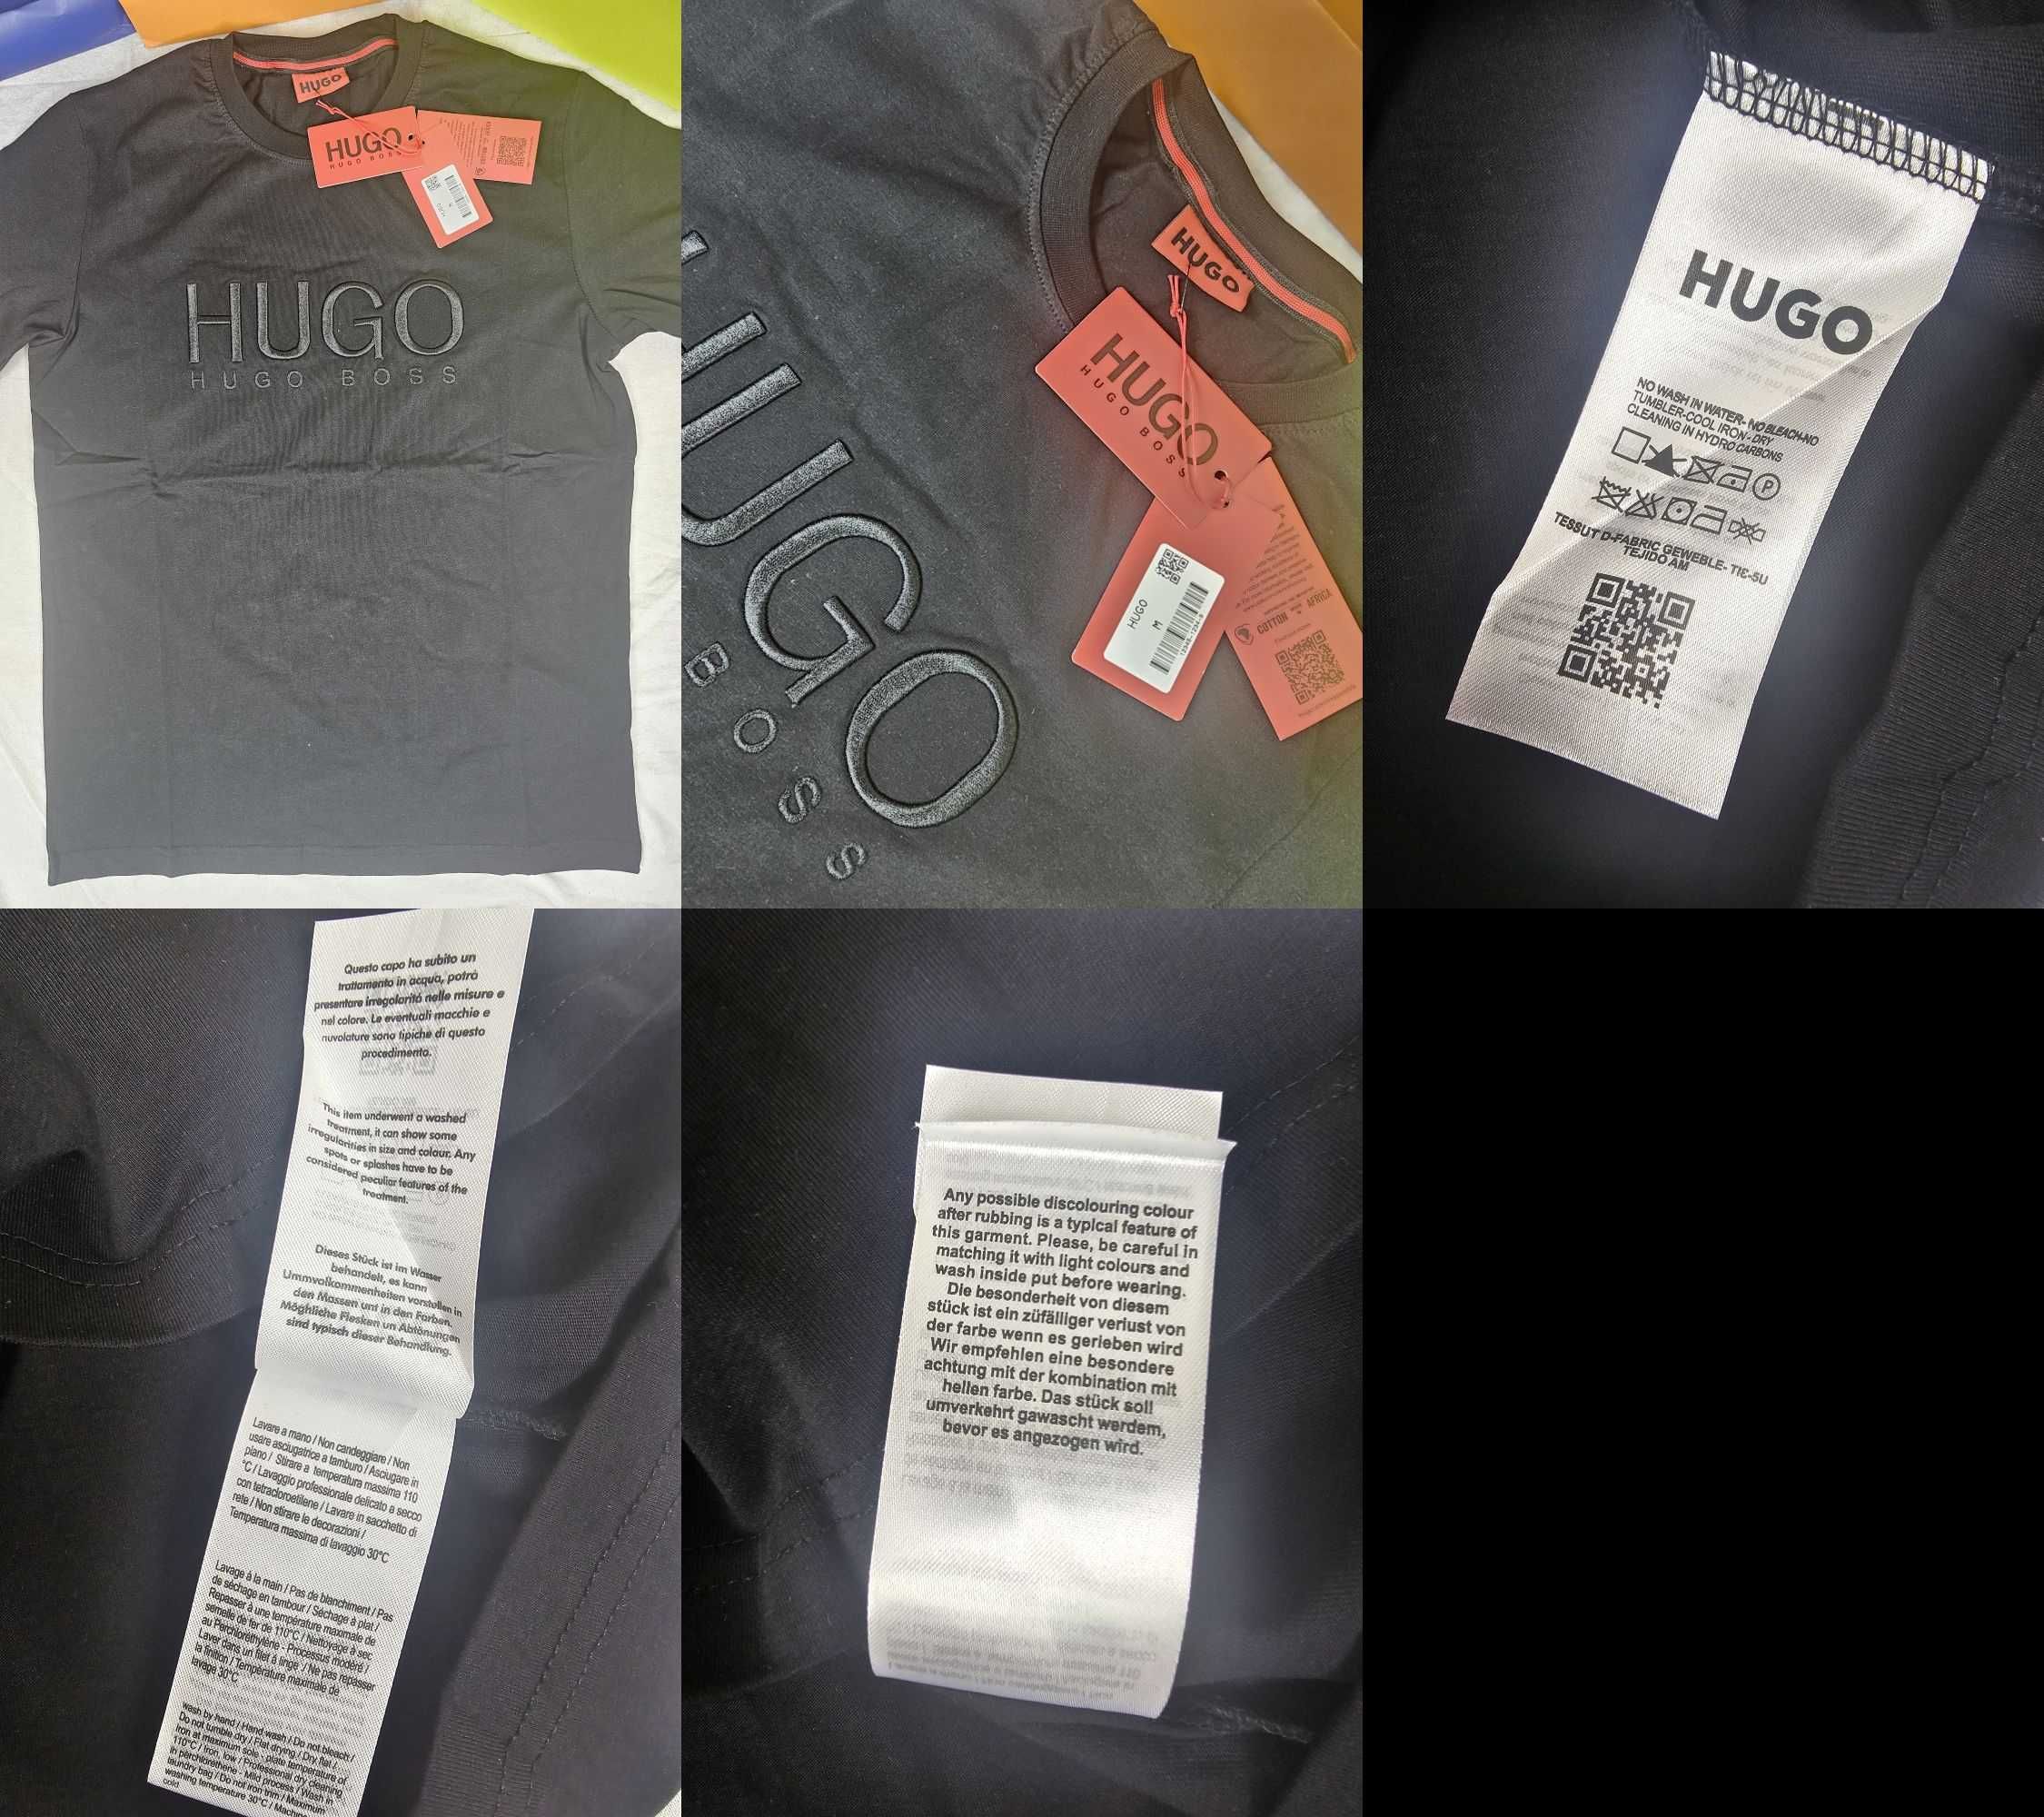 HUGO
HUGO
HUGO BOSS
HUGO
HUGO BOSS
HUGO
HUGO
HUGO BOSS
HUGO
M
COTTON
AFRICA
HUGO
BOSS
HUGO
NO WASH IN WATER- NO BLEACH-NO
TUMBLER-COOL IRON- DRY
CLEANING IN HYDRO CARBONS
P
TESSUT D-FABRIC GEWEBLE- TIE-SU
TEJIDO AM
Questo capo ha subito un
trattamento in acqua, potrà
presentare irregolarità nelle misure e
nel colore. Le eventuali macchie e
nuvolature sono tipiche di questo
procedimento.
This item underwent a washed
treatment, it can show some
irregularities in size and colour. Any
spots or splashes have to be
considered peculiar features of the
treatment.
Dieses Stück ist im Wasser
behandelt, es kann
Ummvolkommenheiten vorstellen in
den Massen unt in den Farben.
Möghliche Flesken un Abtönungen
sind typisch dieser Behandlung.
Lavare a mano / Non candeggiare / Non
usare asciugatrice a tamburo / Asciugare in
piano / Stirare a temperatura massima 110
°C / Lavaggio professionale delicato a secco
con tetracloroetilene / Lavare in sacchetto di
rete / Non stirare le decorazioni /
Temperatura massima di lavaggio 30°C
Lavage à la main / Pas de blanchiment / Pas
de séchage en tambour / Séchage à plat /
Repasser à une température maximale de
semelle de fer de 110°C / Nettoyage à sec
au Perchloréthylène - Processus modéré /
Laver dans un filet à linge / Ne pas repasser
la finition / Température maximale de
lavage 30°C
wash by hand / Hand wash / Do not bleach /
Do not tumble dry / Flat drying / Dry flat /
Iron at maximum sole - plate temperature of
110°C / Iron, low / Professional dry cleaning
in perchlorethene - Mild process / Wash in
laundry bag / Do not iron trim / Maximum
washing temperature 30°C / Machine
cold
Any possible discolouring colour
after rubbing is a typical feature of
this garment. Please, be careful in
matching it with light colours and
wash inside put before wearing.
Die besonderheit von diesem
stück ist ein züfälliger veriust von
der farbe wenn es gerieben wird
Wir empfehlen eine besondere
achtung mit der kombination mit
hellen farbe. Das stück soll
umverkehrt gawascht werdem,
bevor es angezogen wird.